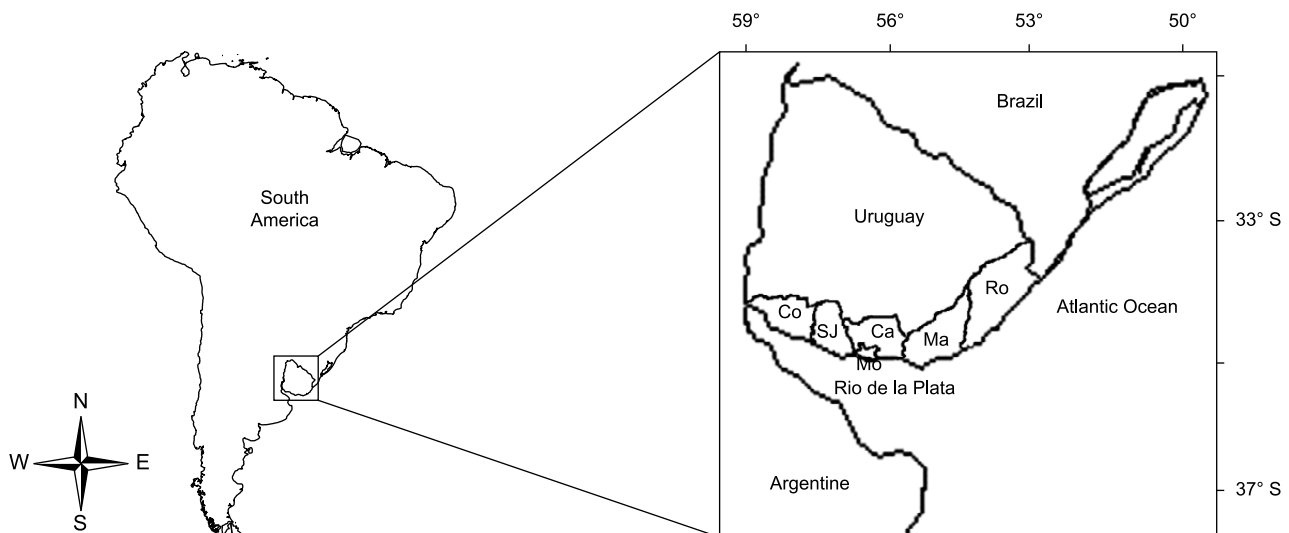 59° 56° 53° 50°
Brazil
South
America
Uruguay
33° S
Ro
Atlantic Ocean
Co
SJ
Ca
Ma
Mo
Rio de la Plata
N
W E
S
Argentine
37° S